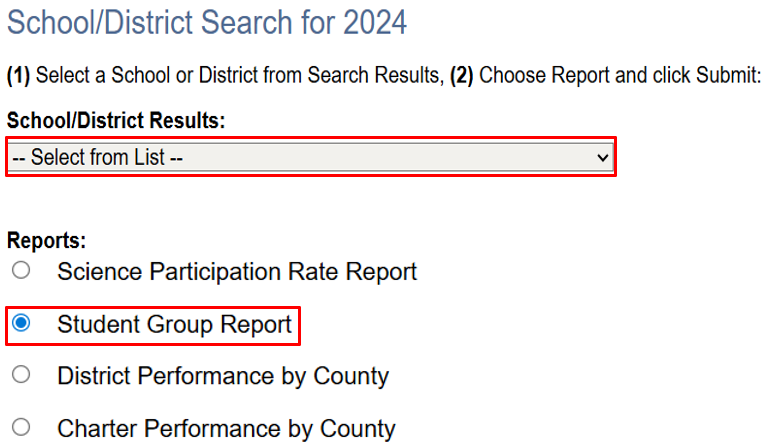 School/District Search for 2024
(1) Select a School or District from Search Results, (2) Choose Report and click Submit:
School/District Results:
-- Select from List --
Reports:
Science Participation Rate Report
Student Group Report
District Performance by County
Charter Performance by County